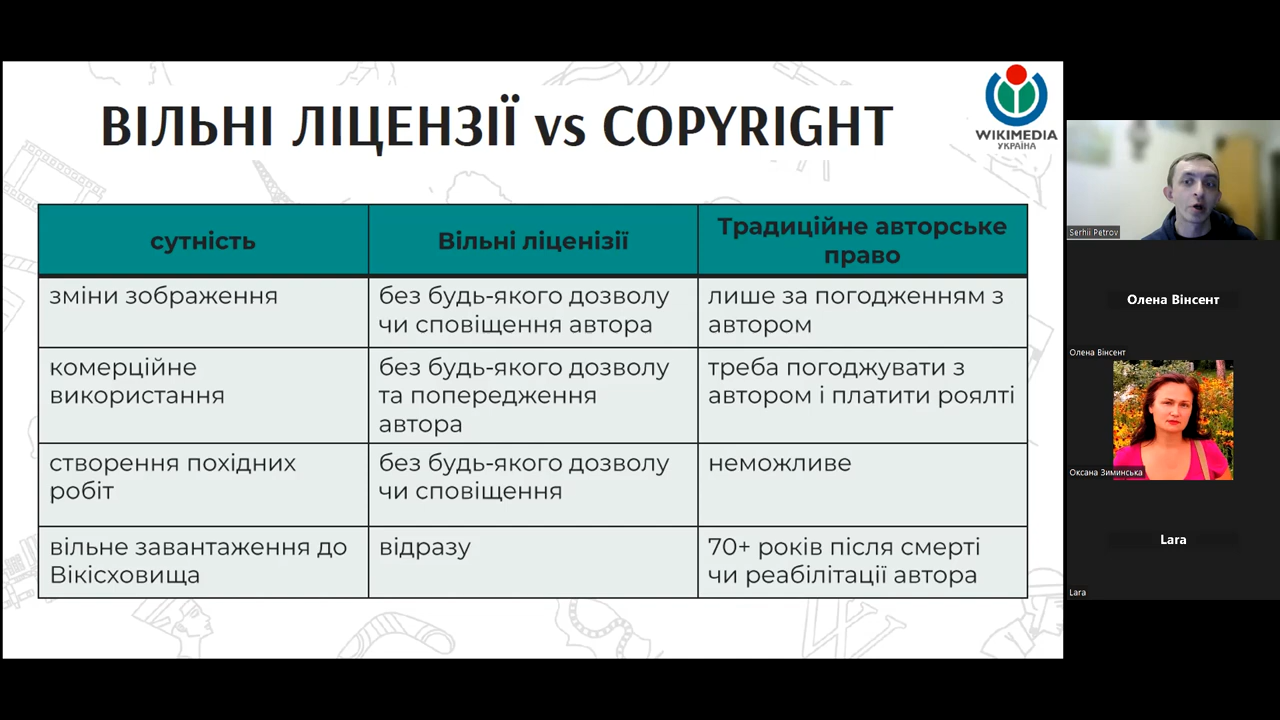 ВІЛЬНІ ЛІЦЕНЗІЇ vs COPYRIGHT
WIKIMEDIA
УКРАЇНА
сутність
Вільні ліценізії
Традиційне авторське
право
зміни зображення
без будь-якого дозволу
чи сповіщення автора
лише за погодженням з
автором
комерційне
використання
без будь-якого дозволу
та попередження
автора
треба погоджувати з
автором і платити роялті
створення похідних
робіт
без будь-якого дозволу
чи сповіщення
неможливе
вільне завантаження до
Вікісховища
відразу
70+ років після смерті
чи реабілітації автора
Serhii Petrov
Олена Вінсент
Олена Вінсент
Оксана Зиминська
Lara
Lara